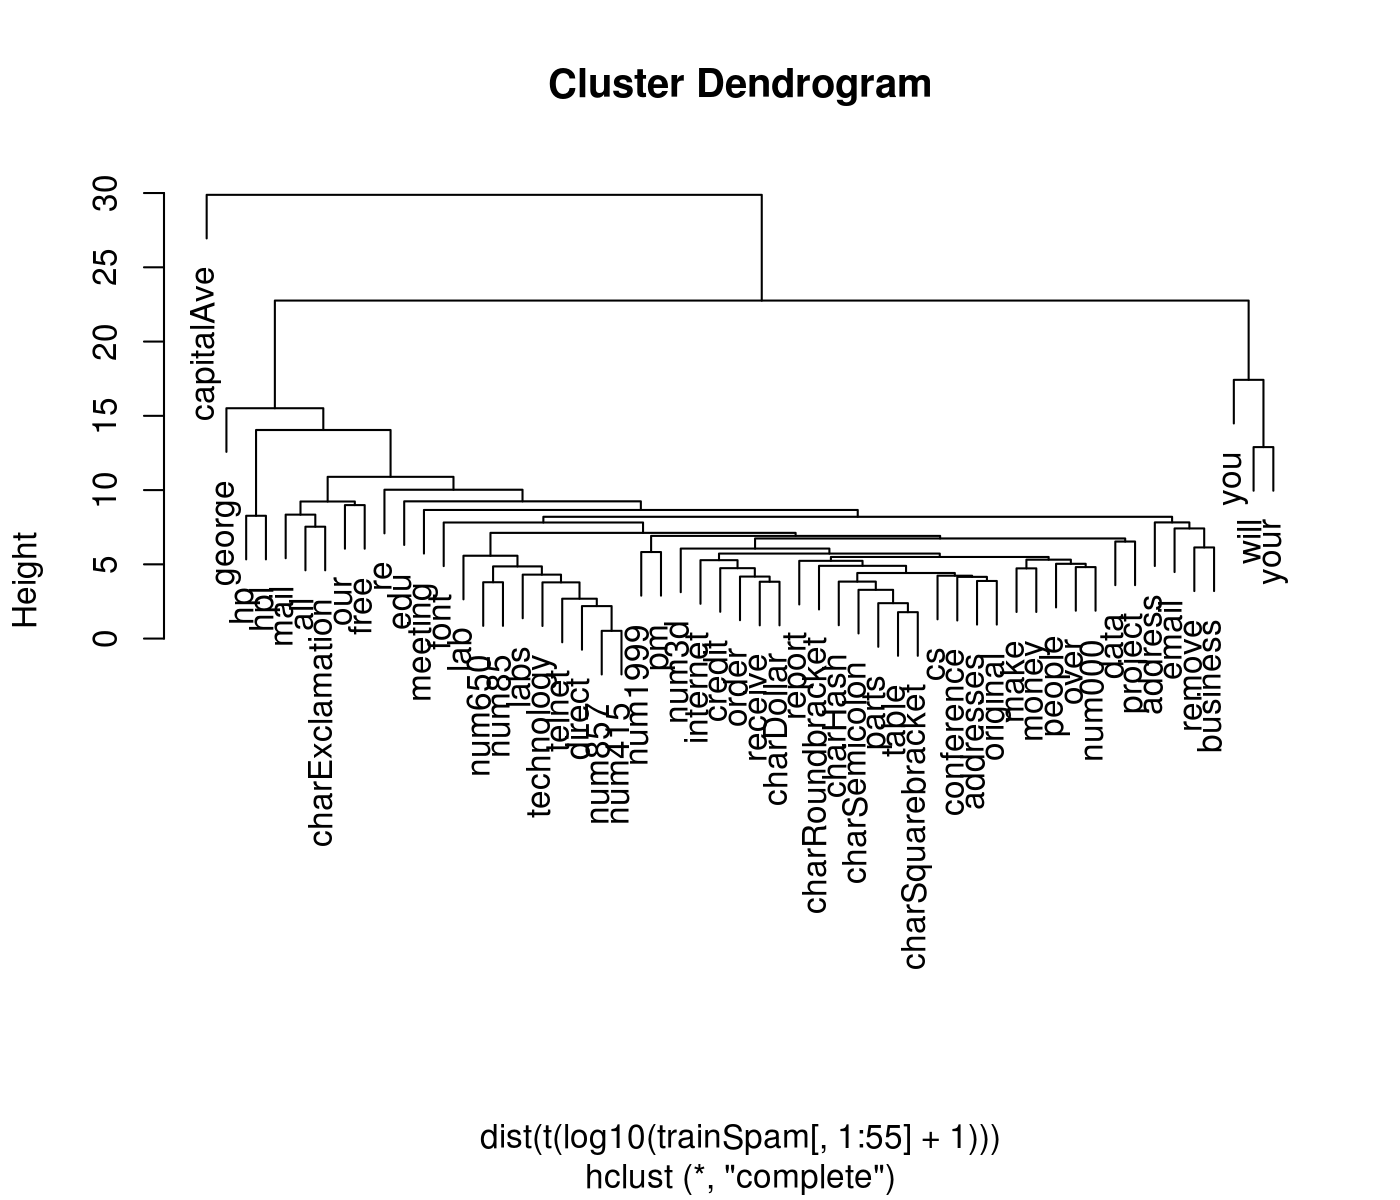 Cluster Dendrogram
Height
0
5
10
15
20
25
30
capitalAve
george
hp
hpl
mail
all
charExclamation
our
free
re
edu
meeting
font
lab
num650
num85
labs
technology
telnet
direct
num857
num415
num1999
pm
num3d
internet
credit
order
receive
charDollar
report
charRoundbracket
charHash
charSemicolon
parts
table
charSquarebracket
cs
conference
addresses
original
make
money
people
over
num000
data
project
address
email
remove
business
you
will
your
dist(t(log10(trainSpam[, 1:55] + 1)))
hclust (*, "complete")